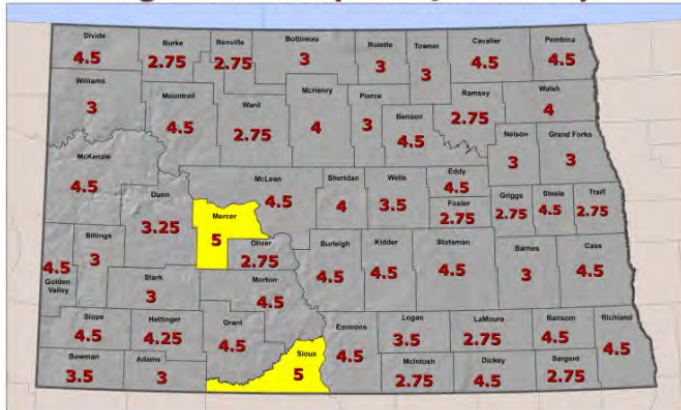 Divide
4.5
Burke
2.75
Renville
2.75
Bottineau
3
Rolette
3
Towner
3
Cavalier
4.5
Pembina
4.5
Williams
3
Mountrail
4.5
Ward
2.75
McHenry
4
Pierce
3
Benson
4.5
Ramsey
2.75
Walsh
4
Nelson
3
Grand Forks
3
McKenzie
4.5
Dunn
3.25
Mercer
5
McLean
4.5
Sheridan
4
Wells
3.5
Eddy
4.5
Foster
2.75
Griggs
2.75
Steele
4.5
Traill
2.75
Billings
3
4.5
Golden
Valley
Stark
3
Oliver
2.75
Morton
4.5
Burleigh
4.5
Kidder
4.5
Stutsman
4.5
Barnes
3
Cass
4.5
Slope
4.5
Hettinger
4.25
Grant
4.5
Emmons
4.5
Logan
3.5
LaMoure
2.75
Ransom
4.5
Richland
4.5
Bowman
3.5
Adams
3
Sioux
5
McIntosh
2.75
Dickey
4.5
Sargent
2.75